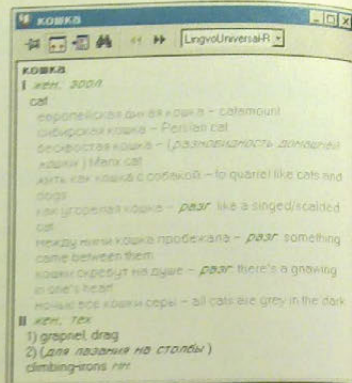 кошка
LingvoUniversal-R
кошка
I жен, зоол
cat
европейская дикая кошка – catamount
сибирская кошка – Persian cat
бесхвостая кошка – (разновидность домашней
кошки) Manx cat
жить как кошка с собакой – to quarrel like cats and
dogs
как угорелая кошка – разг like a singed/scalded
cat
между ними кошка пробежала – разг something
came between them
кошки скребут на душе – разг there's a gnawing
in one's heart
ночью все кошки серы – all cats are grey in the dark
II жен, тех
1) grapnel, drag
2) (для лазания на столбы)
climbing-irons мн